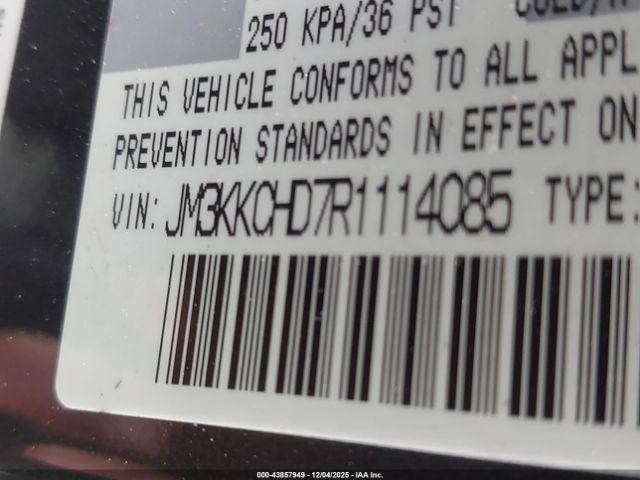 250 KPA/36 PSI COLD/
THIS VEHICLE CONFORMS TO ALL APPL
PREVENTION STANDARDS IN EFFECT ON
VIN: JM3KKCHD7R1114085 TYPE:
000-43857949 - 12/04/2025 - IAA Inc.